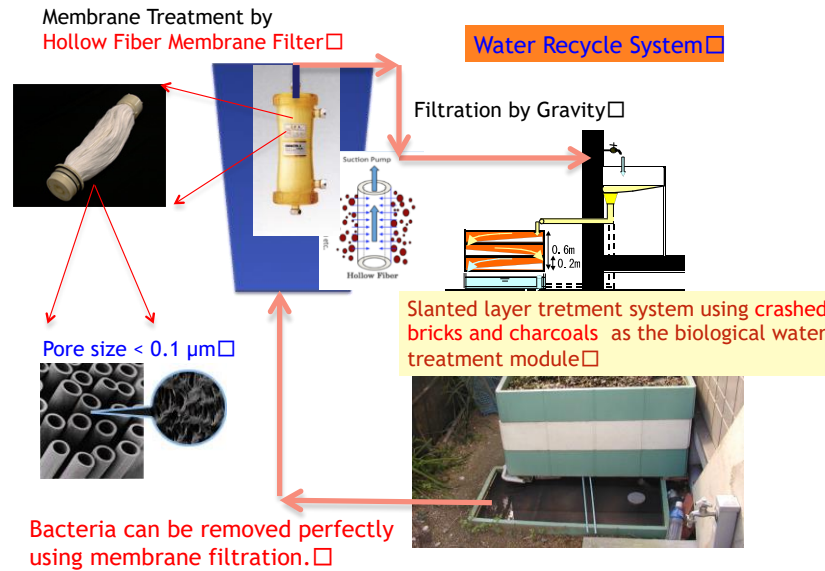 Membrane Treatment by
Hollow Fiber Membrane Filter□
Water Recycle System□
Filtration by Gravity□
Suction Pump
Hollow Fiber
0.6m
0.2m
Slanted layer tretment system using crashed
bricks and charcoals as the biological water
treatment module□
Pore size < 0.1 μm□
Bacteria can be removed perfectly
using membrane filtration.□